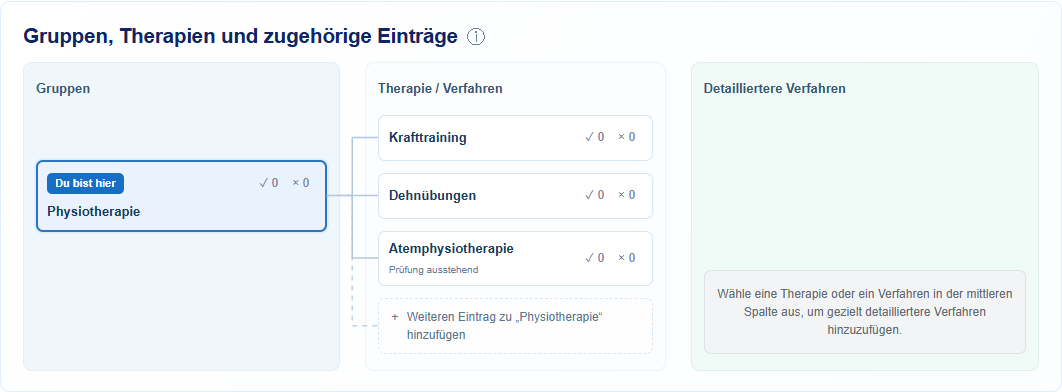 Gruppen, Therapien und zugehörige Einträge ⓘ
Gruppen
Du bist hier ✓ 0 × 0
Physiotherapie
Therapie / Verfahren
Krafttraining ✓ 0 × 0
Dehnübungen ✓ 0 × 0
Atemphysiotherapie ✓ 0 × 0
Prüfung ausstehend
+ Weiteren Eintrag zu „Physiotherapie“
hinzufügen
Detailliertere Verfahren
Wähle eine Therapie oder ein Verfahren in der mittleren
Spalte aus, um gezielt detailliertere Verfahren
hinzuzufügen.